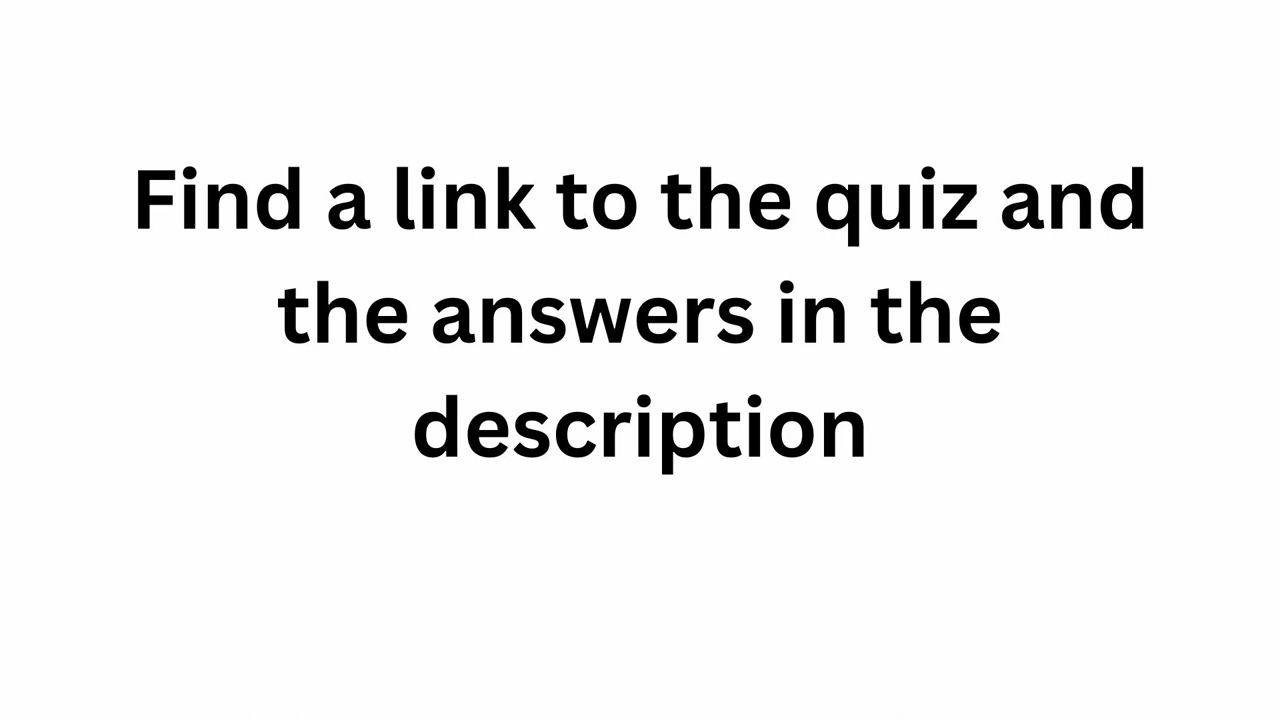 Find a link to the quiz and
the answers in the
description